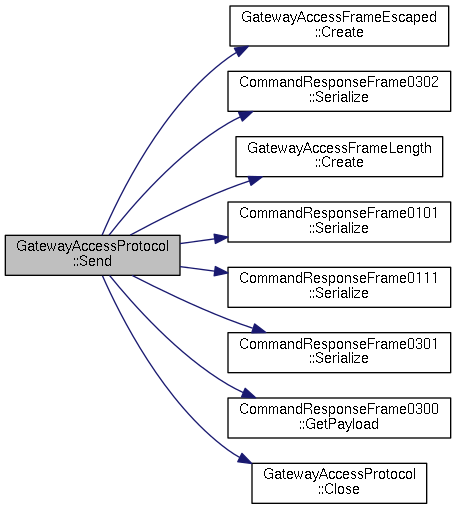 GatewayAccessFrameEscaped
::Create
CommandResponseFrame0302
::Serialize
GatewayAccessFrameLength
::Create
CommandResponseFrame0101
::Serialize
GatewayAccessProtocol
::Send
CommandResponseFrame0111
::Serialize
CommandResponseFrame0301
::Serialize
CommandResponseFrame0300
::GetPayload
GatewayAccessProtocol
::Close